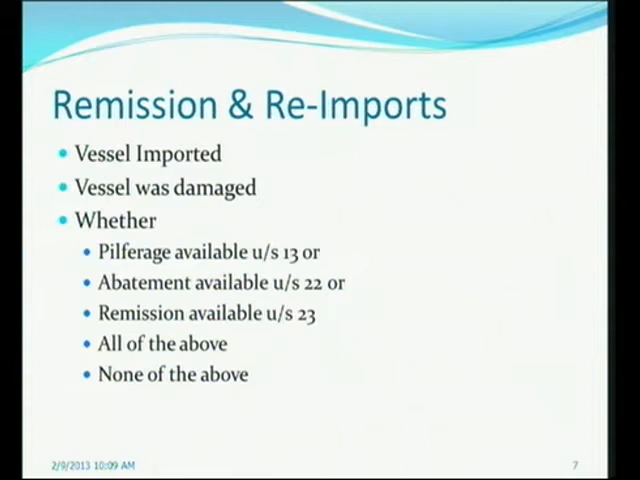 Remission & Re-Imports
Vessel Imported
Vessel was damaged
Whether
Pilferage available u/s 13 or
Abatement available u/s 22 or
Remission available u/s 23
All of the above
None of the above
2/9/2013 10:09 AM
7